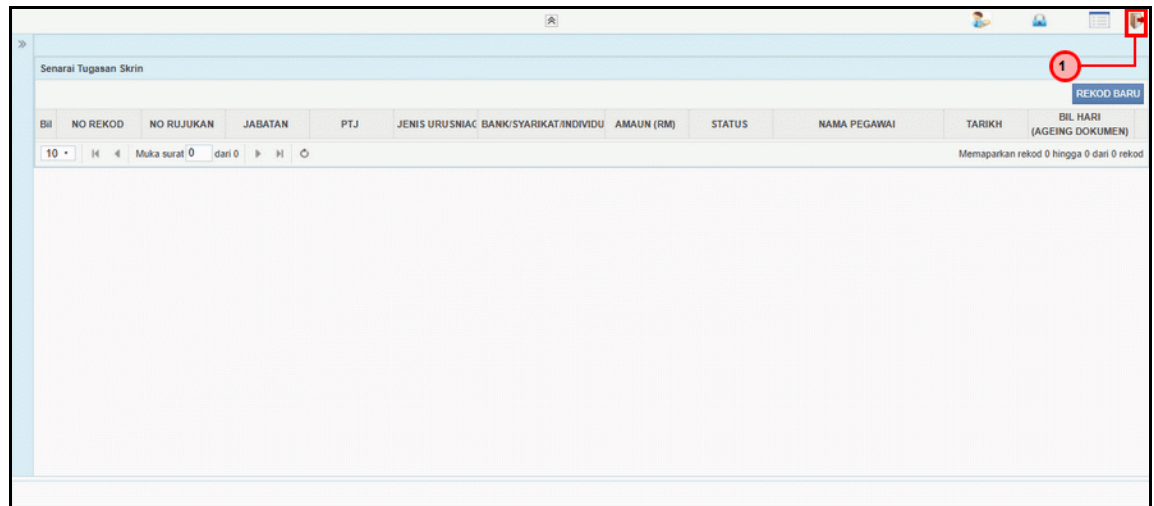 1
Senarai Tugasan Skrin
REKOD BARU
Bil NO REKOD NO RUJUKAN JABATAN PTJ JENIS URUSNIAC BANK/SYARIKAT/INDIVIDU AMAUN (RM) STATUS NAMA PEGAWAI TARIKH BIL HARI
(AGEING DOKUMEN)
10 Muka surat 0 dari 0 Memaparkan rekod 0 hingga 0 dari 0 rekod